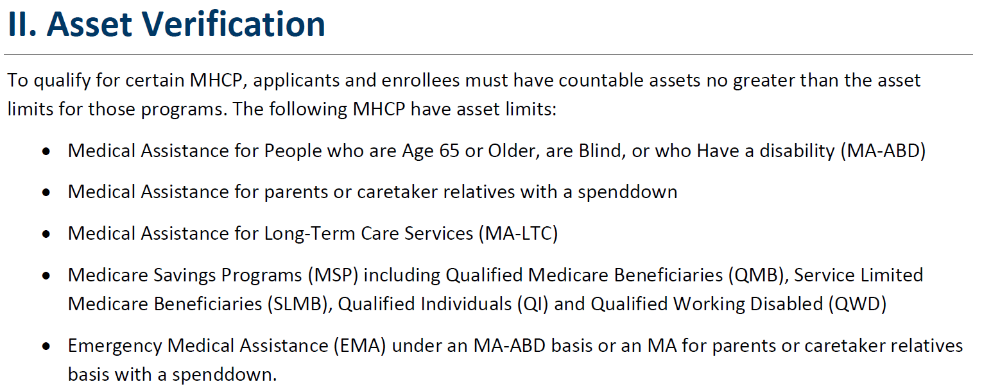 II. Asset Verification
To qualify for certain MHCP, applicants and enrollees must have countable assets no greater than the asset
limits for those programs. The following MHCP have asset limits:
• Medical Assistance for People who are Age 65 or Older, are Blind, or who Have a disability (MA-ABD)
• Medical Assistance for parents or caretaker relatives with a spenddown
• Medical Assistance for Long-Term Care Services (MA-LTC)
• Medicare Savings Programs (MSP) including Qualified Medicare Beneficiaries (QMB), Service Limited
Medicare Beneficiaries (SLMB), Qualified Individuals (QI) and Qualified Working Disabled (QWD)
• Emergency Medical Assistance (EMA) under an MA-ABD basis or an MA for parents or caretaker relatives
basis with a spenddown.